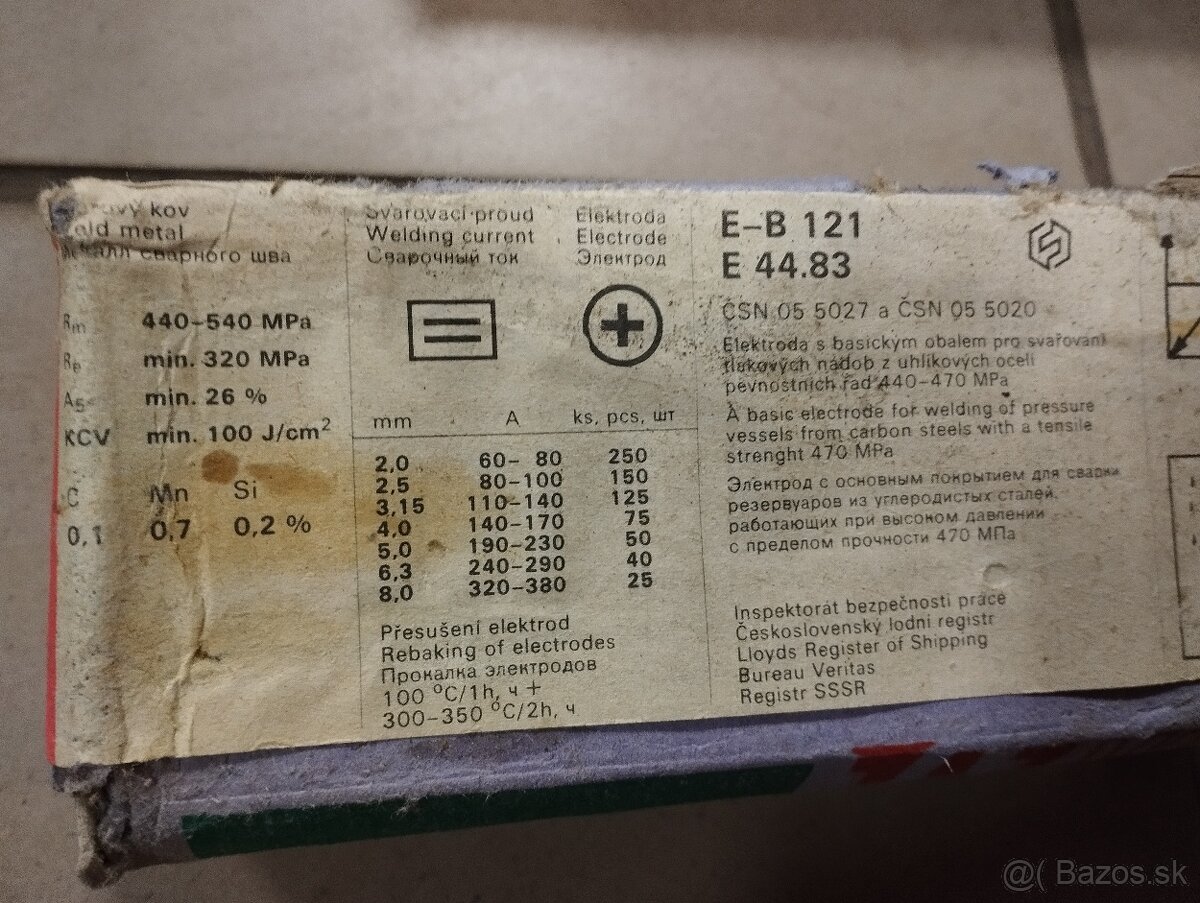 kov
metal
сварного шва
Rm 440-540 MPa
Re min. 320 MPa
A5 min. 26 %
KCV min. 100 J/cm²
C Mn Si
0,1 0,7 0,2 %
Svařovací proud
Welding current
Сварочный ток
Elektroda
Electrode
Электрод
mm A ks, pcs, шт
2,0 60- 80 250
2,5 80-100 150
3,15 110-140 125
4,0 140-170 75
5,0 190-230 50
6,3 240-290 40
8,0 320-380 25
Přesušení elektrod
Rebaking of electrodes
Прокалка электродов
100 °C/1h, ч +
300-350 °C/2h, ч
E-B 121
E 44.83
ČSN 05 5027 a ČSN 05 5020
Elektroda s basickým obalem pro svařování
tlakových nádob z uhlíkových ocelí
pevnostních řad 440-470 MPa
A basic electrode for welding of pressure
vessels from carbon steels with a tensile
strenght 470 MPa
Электрод с основным покрытием для сварки
резервуаров из углеродистых сталей,
работающих при высоком давлении
с пределом прочности 470 МПа
Inspektorát bezpečnosti práce
Československý lodní registr
Lloyds Register of Shipping
Bureau Veritas
Registr SSSR
@( Bazos.sk